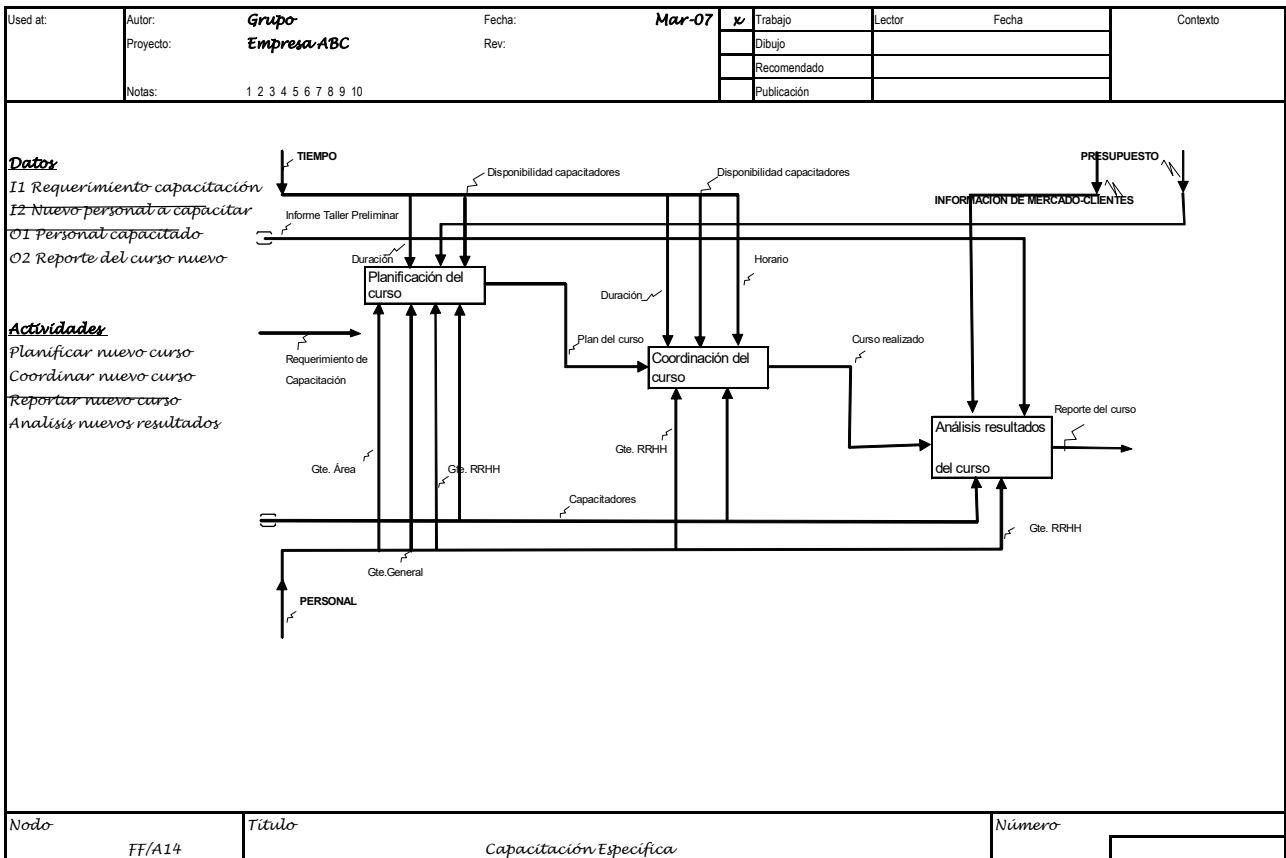 Used at:
Autor:
Grupo
Fecha:
Mar-07
x
Trabajo
Lector
Fecha
Contexto
Proyecto:
Empresa ABC
Rev:
Dibujo
Recomendado
Notas:
1 2 3 4 5 6 7 8 9 10
Publicación
Datos
I1 Requerimiento capacitación
I2 Nuevo personal a capacitar
O1 Personal capacitado
O2 Reporte del curso nuevo
Actividades
Planificar nuevo curso
Coordinar nuevo curso
Reportar nuevo curso
Analisis nuevos resultados
TIEMPO
Disponibilidad capacitadores
Disponibilidad capacitadores
PRESUPUESTO
INFORMACION DE MERCADO-CLIENTES
Informe Taller Preliminar
Duración
Horario
Planificación del
curso
Duración
Requerimiento de
Capacitación
Plan del curso
Coordinación del
curso
Curso realizado
Reporte del curso
Análisis resultados
del curso
Gte. Área
Gte. RRHH
Gte. RRHH
Capacitadores
Gte. RRHH
Gte.General
PERSONAL
Nodo
FF/A14
Título
Capacitación Específica
Número